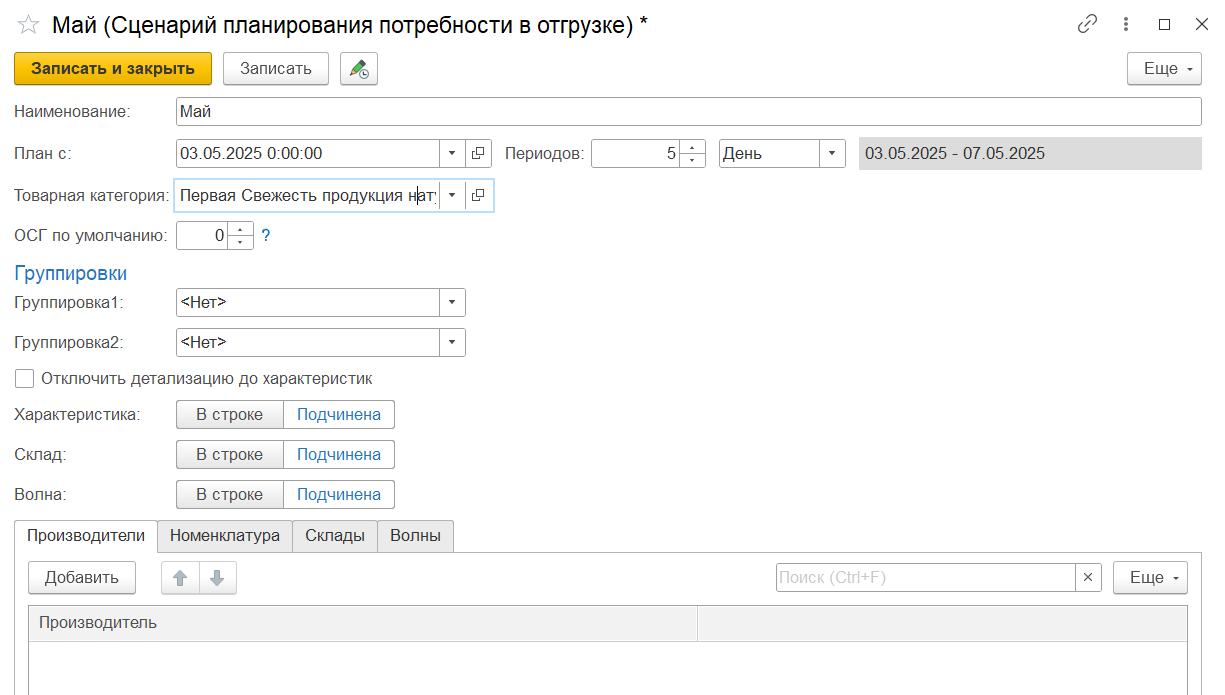 Май (Сценарий планирования потребности в отгрузке) *
Записать и закрыть Записать Еще
Наименование: Май
План с: 03.05.2025 0:00:00 Периодов: 5 День 03.05.2025 - 07.05.2025
Товарная категория: Первая Свежесть продукция
ОСГ по умолчанию: 0 ?
Группировки
Группировка1: <Нет>
Группировка2: <Нет>
Отключить детализацию до характеристик
Характеристика: В строке Подчинена
Склад: В строке Подчинена
Волна: В строке Подчинена
Производители Номенклатура Склады Волны
Добавить Поиск (Ctrl+F) × Еще
Производитель